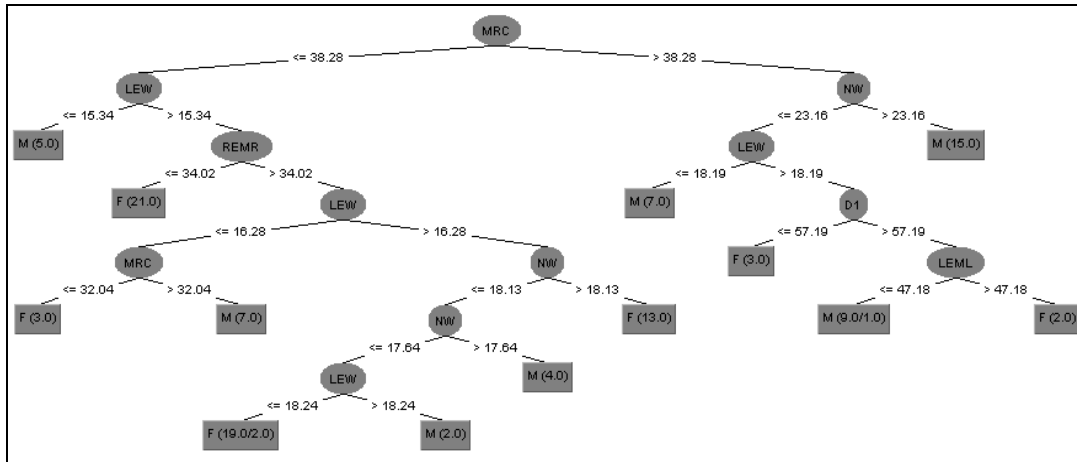 MRC
<= 38.28 > 38.28
LEW NW
<= 15.34 > 15.34 <= 23.16 > 23.16
M (5.0) REMR LEW M (15.0)
<= 34.02 > 34.02 <= 18.19 > 18.19
F (21.0) LEW M (7.0) D1
<= 16.28 > 16.28 <= 57.19 > 57.19
MRC NW F (3.0) LEML
<= 32.04 > 32.04 <= 18.13 > 18.13 <= 47.18 > 47.18
F (3.0) M (7.0) NW F (13.0) M (9.0/1.0) F (2.0)
<= 17.64 > 17.64
LEW M (4.0)
<= 18.24 > 18.24
F (19.0/2.0) M (2.0)